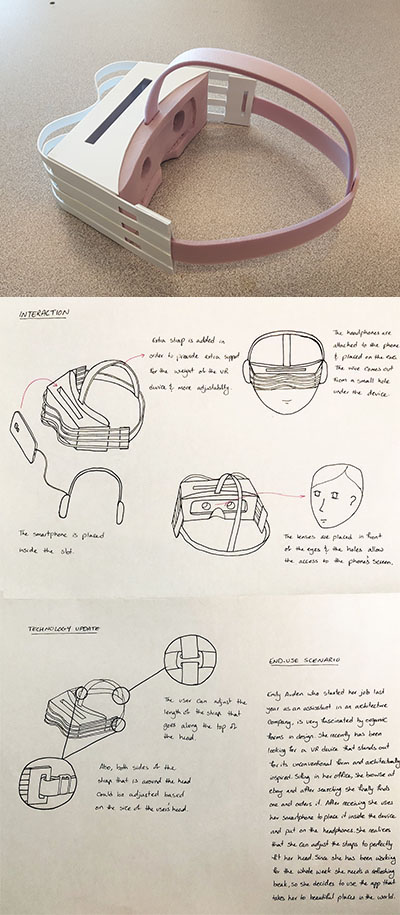 INTERACTION
Extra strap is added in
order to provide extra support
for the weight of the VR
device & more adjustability.
The headphones are
attached to the phone
& placed on the ears.
The wire comes out
from a small hole
under the device.
The smartphone is placed
inside the slot.
The lenses are placed in front
of the eyes & the holes allow
the access to the phone's screen.
TECHNOLOGY UPDATE
The user can adjust the
length of the strap that
goes along the top of
the head.
Also, both sides of the
strap that is around the head
could be adjusted based
on the size of the user's head.
END-USE SCENARIO
Emily Auden who started her job last
year as an assistant in an architecture
company, is very fascinated by organic
forms in design. She recently has been
looking for a VR device that stands out
for its unconventional form and architecturally
inspired. Siting in her office, she browse at
ebay and after searching she finally finds
one and orders it. After receiving she uses
her smartphone to place it inside the device
and put on the headphones. She realizes
that she can adjust the straps to perfectly
fit her head. Since she has been working
for the whole week she needs a refreshing
break, so she decides to use the app that
takes her to beautiful places in the world.